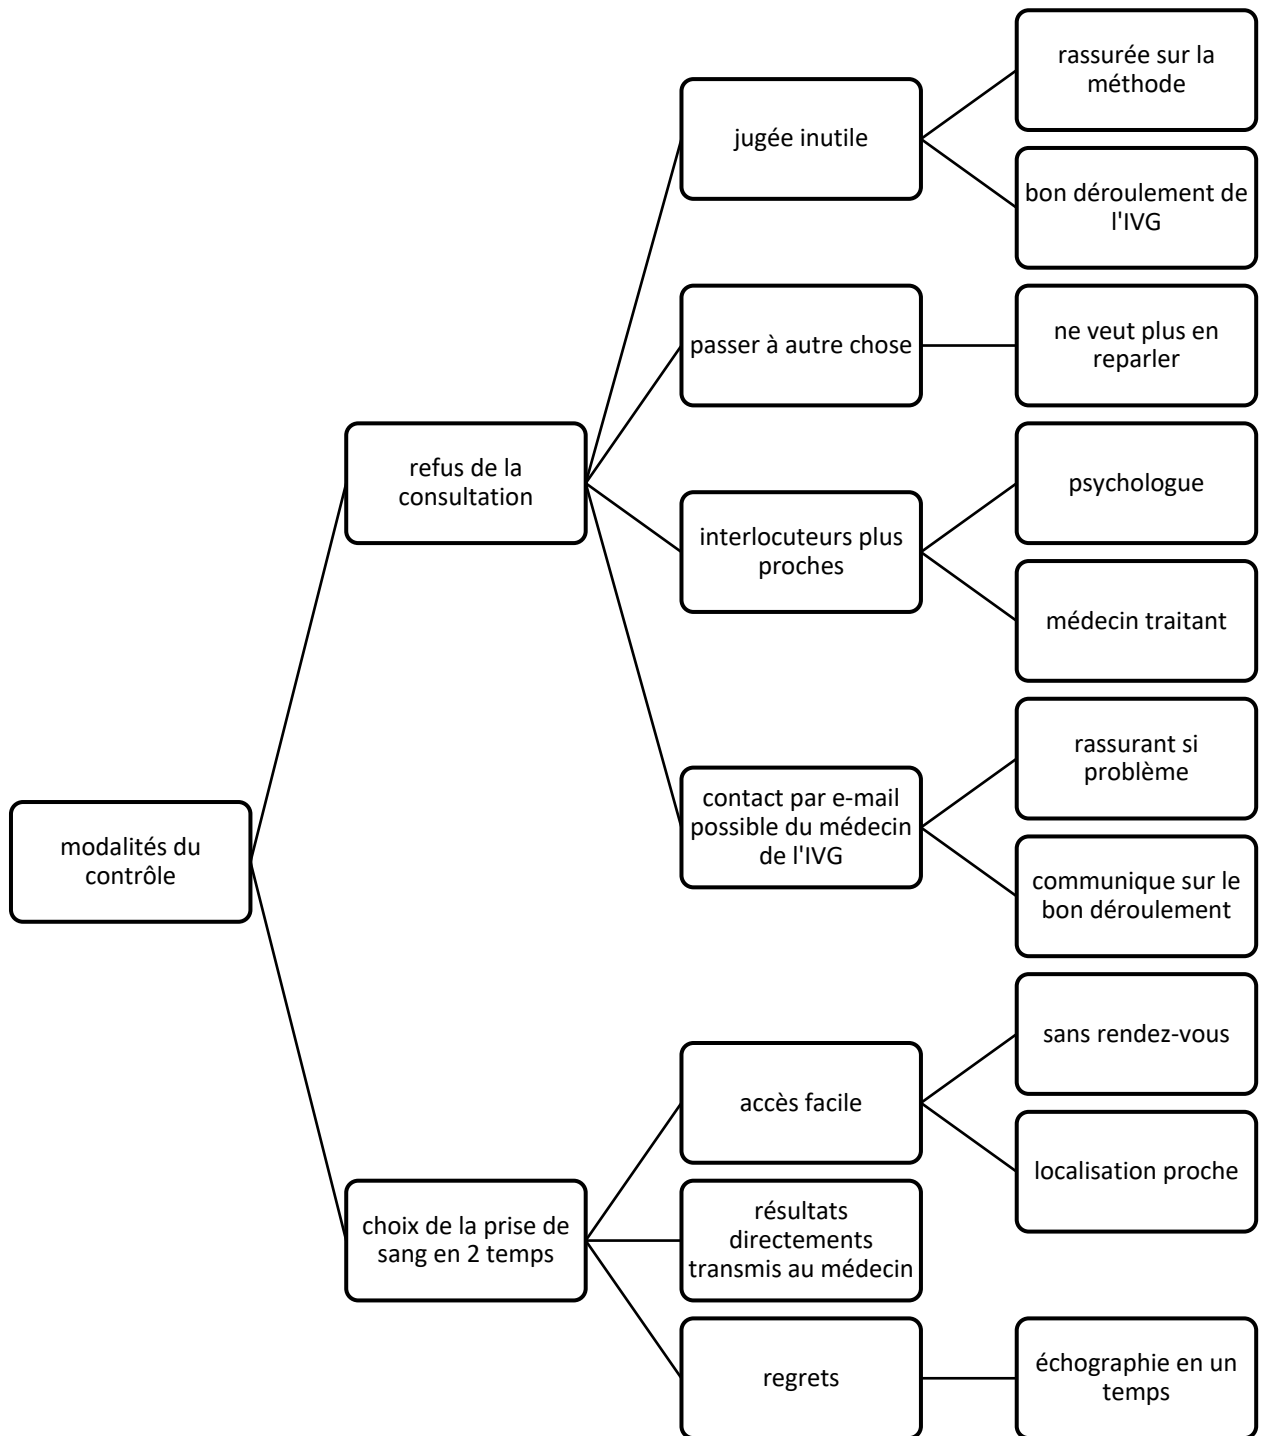 rassurée sur la
méthode
jugée inutile
bon déroulement de
l'IVG
passer à autre chose
ne veut plus en
reparler
refus de la
consultation
psychologue
interlocuteurs plus
proches
médecin traitant
rassurant si
problème
contact par e-mail
possible du médecin
de l'IVG
modalités du
contrôle
communique sur le
bon déroulement
sans rendez-vous
accès facile
localisation proche
choix de la prise de
sang en 2 temps
résultats
directements
transmis au médecin
regrets
échographie en un
temps